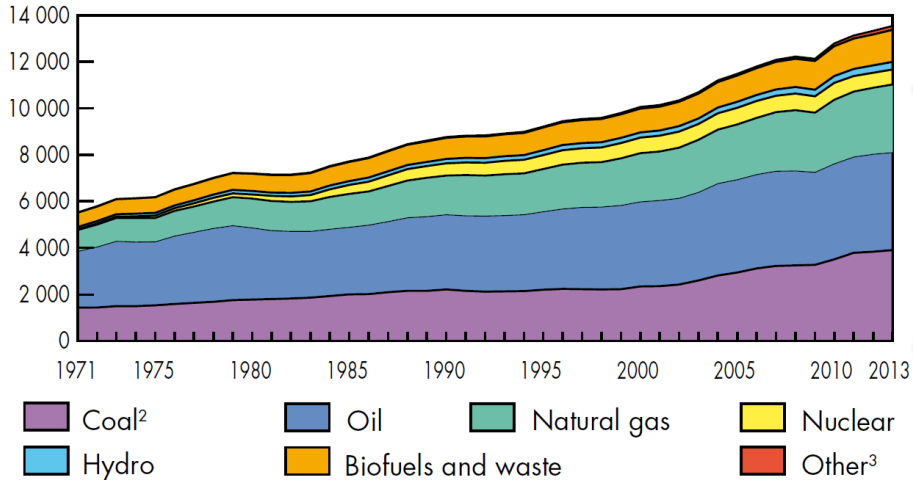 14 000
12 000
10 000
8 000
6 000
4 000
2 000
0
1971 1975 1980 1985 1990 1995 2000 2005 2010 2013
Coal² Oil Natural gas Nuclear
Hydro Biofuels and waste Other³